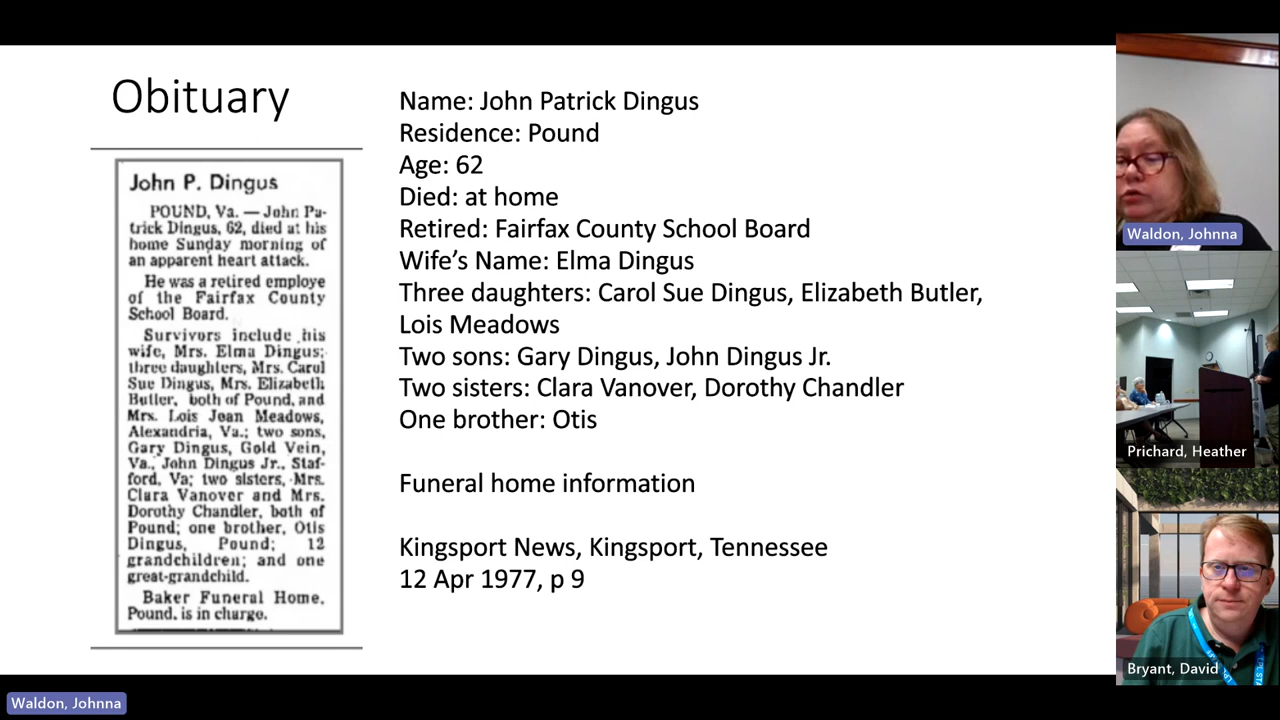 Obituary
John P. Dingus
POUND, Va. — John Pa-
trick Dingus, 62, died at his
home Sunday morning of
an apparent heart attack.
He was a retired employe
of the Fairfax County
School Board.
Survivors include his
wife, Mrs. Elma Dingus;
three daughters, Mrs. Carol
Sue Dingus, Mrs. Elizabeth
Butler, both of Pound, and
Mrs. Lois Jean Meadows,
Alexandria, Va.; two sons,
Gary Dingus, Gold Vein,
Va., John Dingus Jr., Staf-
ford, Va; two sisters, Mrs.
Clara Vanover and Mrs.
Dorothy Chandler, both of
Pound; one brother, Otis
Dingus, Pound; 12
grandchildren; and one
great-grandchild.
Baker Funeral Home,
Pound, is in charge.
Name: John Patrick Dingus
Residence: Pound
Age: 62
Died: at home
Retired: Fairfax County School Board
Wife’s Name: Elma Dingus
Three daughters: Carol Sue Dingus, Elizabeth Butler,
Lois Meadows
Two sons: Gary Dingus, John Dingus Jr.
Two sisters: Clara Vanover, Dorothy Chandler
One brother: Otis
Funeral home information
Kingsport News, Kingsport, Tennessee
12 Apr 1977, p 9
Waldon, Johnna
Prichard, Heather
Bryant, David
Waldon, Johnna